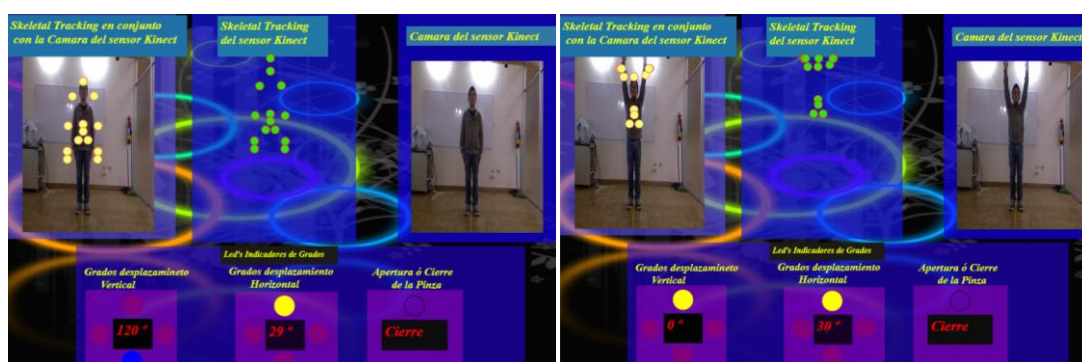 Skeletal Tracking en conjunto
con la Camara del sensor Kinect
Skeletal Tracking
del sensor Kinect
Camara del sensor Kinect
Led's Indicadores de Grados
Grados desplazamineto
Vertical
Grados desplazamiento
Horizontal
Apertura ó Cierre
de la Pinza
120 º
29 º
Cierre
Skeletal Tracking en conjunto
con la Camara del sensor Kinect
Skeletal Tracking
del sensor Kinect
Camara del sensor Kinect
Led's Indicadores de Grados
Grados desplazamineto
Vertical
Grados desplazamiento
Horizontal
Apertura ó Cierre
de la Pinza
0 º
30 º
Cierre